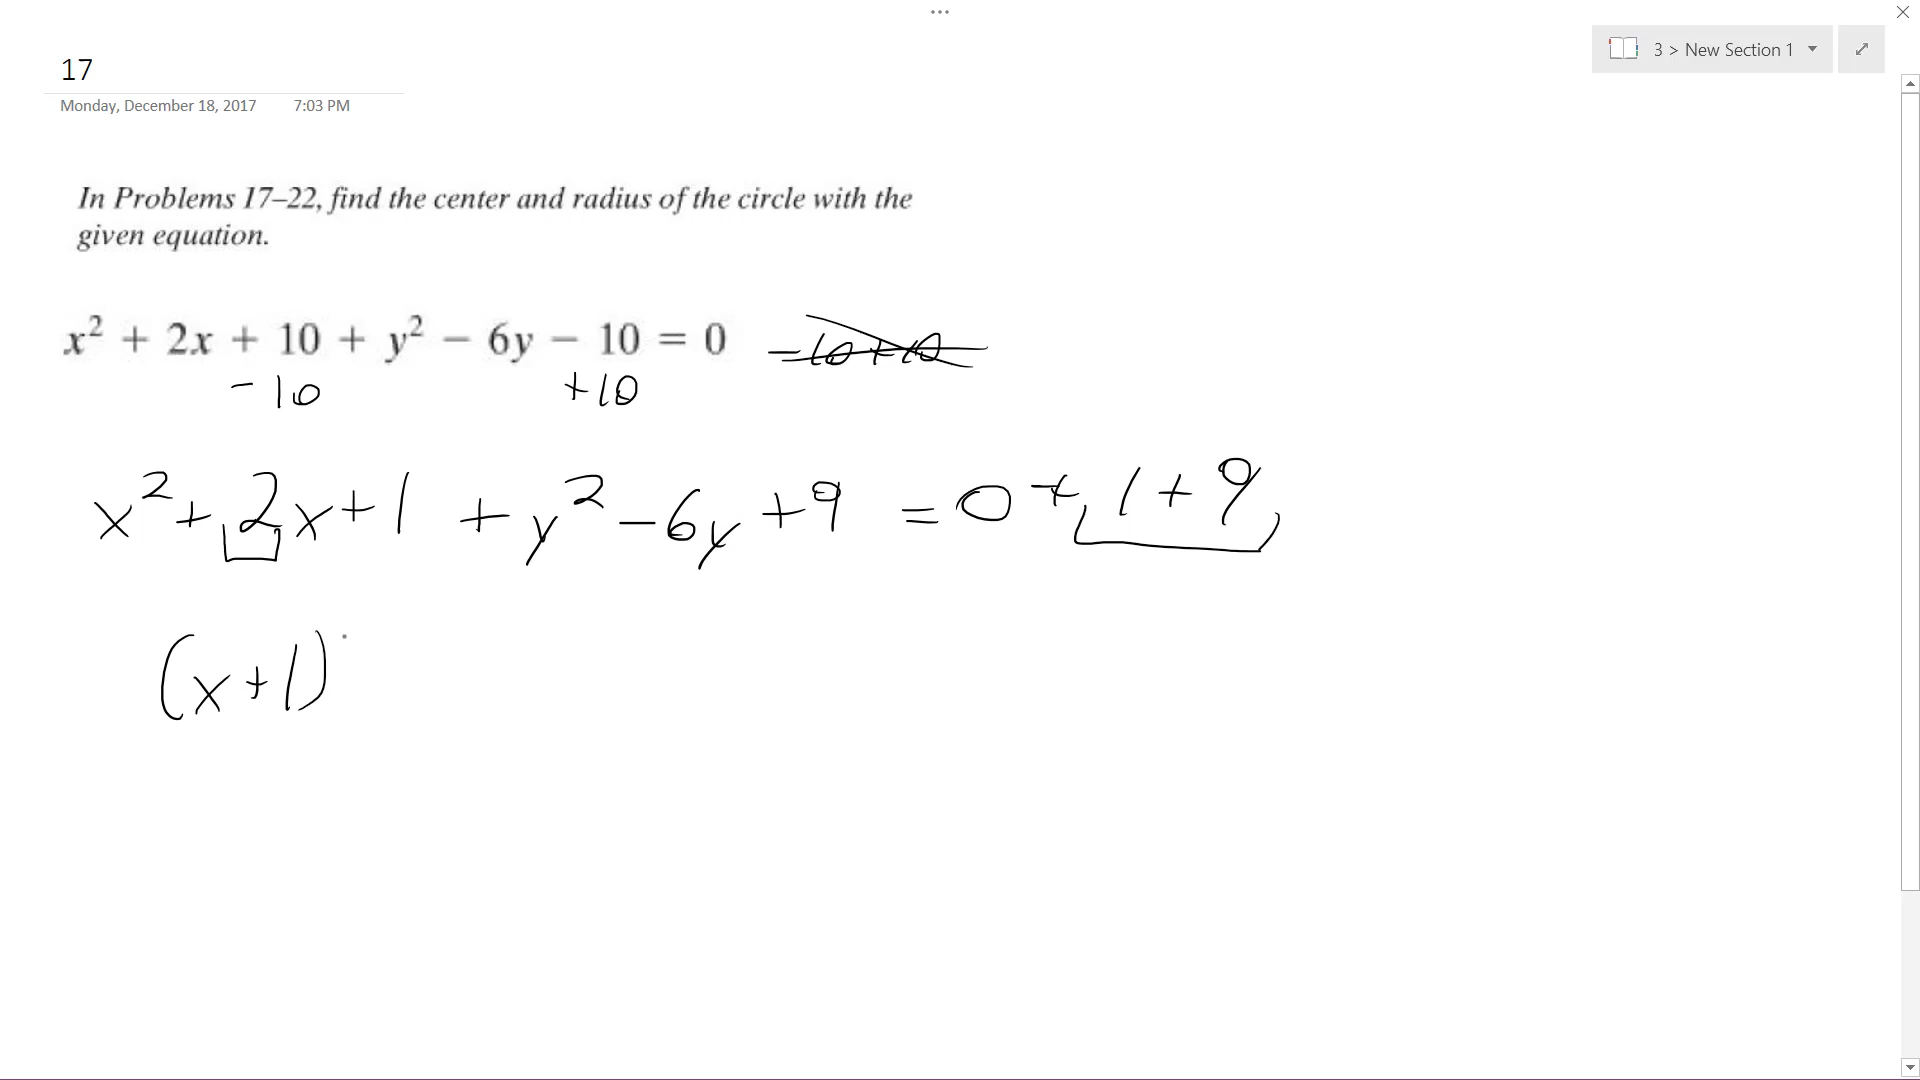 3 > New Section 1
17
Monday, December 18, 2017 7:03 PM
In Problems 17–22, find the center and radius of the circle with the
given equation.
x² + 2x + 10 + y² − 6y − 10 = 0 −10+10
−10 +10
x²+2x+1 +y²−6y+9 =0+1+9
(x+1)